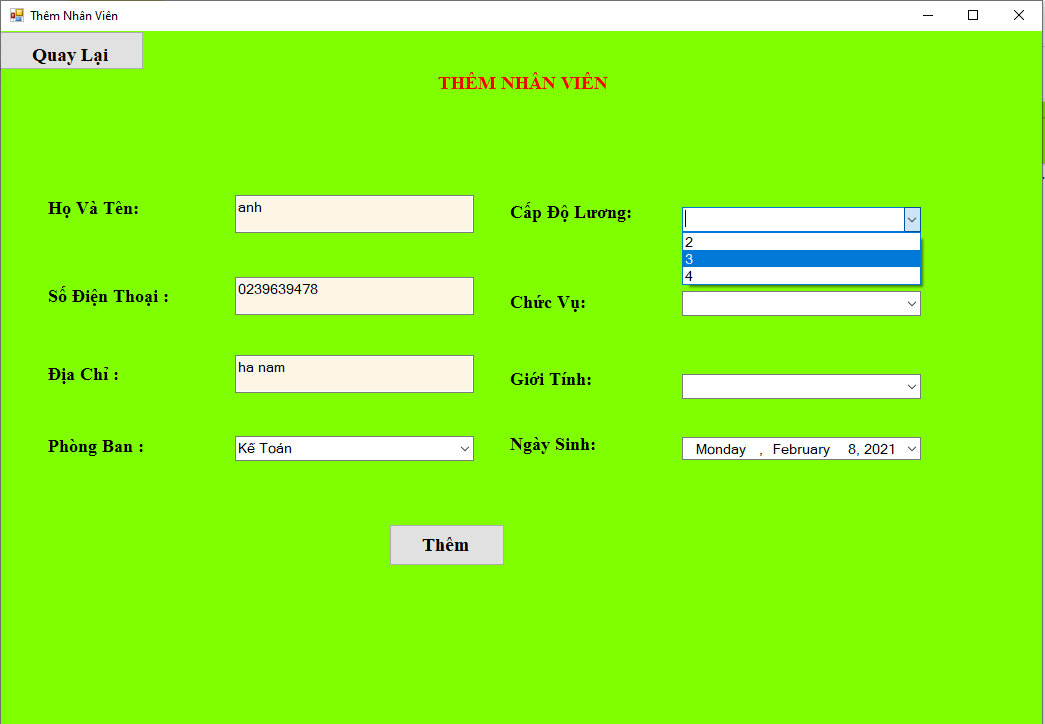 Thêm Nhân Viên
Quay Lại
THÊM NHÂN VIÊN
Họ Và Tên:
anh
Cấp Độ Lương:
2
3
4
Số Điện Thoại :
0239639478
Chức Vụ:
Địa Chỉ :
ha nam
Giới Tính:
Phòng Ban :
Kế Toán
Ngày Sinh:
Monday , February 8, 2021
Thêm